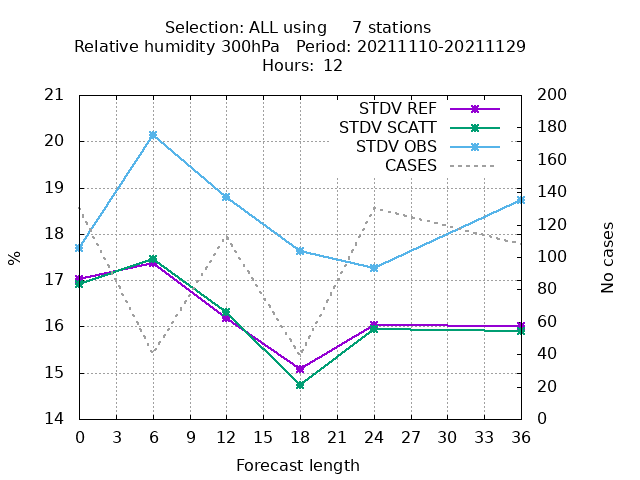 Selection: ALL using     7 stations
Relative humidity 300hPa   Period: 20211110-20211129
Hours: 12
STDV REF
STDV SCATT
STDV OBS
CASES
21
20
19
18
17
16
15
14
%
200
180
160
140
120
100
80
60
40
20
0
No cases
0 3 6 9 12 15 18 21 24 27 30 33 36
Forecast length